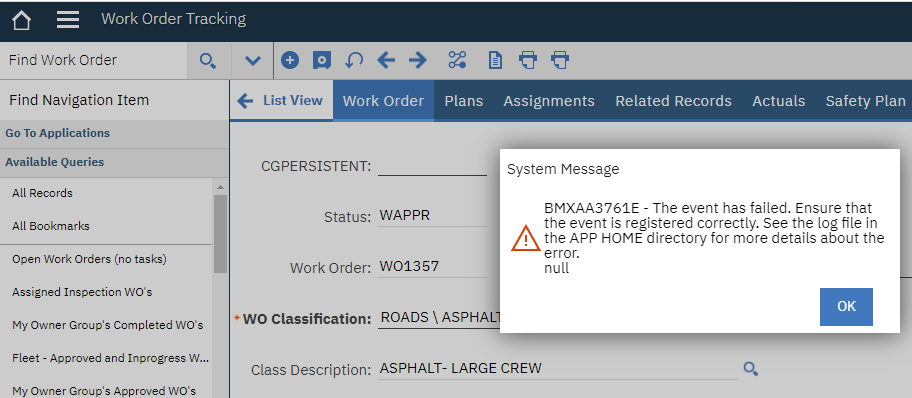 Work Order Tracking
Find Work Order
Find Navigation Item
Go To Applications
Available Queries
All Records
All Bookmarks
Open Work Orders (no tasks)
Assigned Inspection WO's
My Owner Group's Completed WO's
Fleet - Approved and Inprogress W...
My Owner Group's Approved WO's
List View
Work Order
Plans
Assignments
Related Records
Actuals
Safety Plan
CGPERSISTENT:
Status: WAPPR
Work Order: WO1357
* WO Classification: ROADS \ ASPHALT
Class Description: ASPHALT- LARGE CREW
System Message
BMXAA3761E - The event has failed. Ensure that
the event is registered correctly. See the log file in
the APP HOME directory for more details about the
error.
null
OK